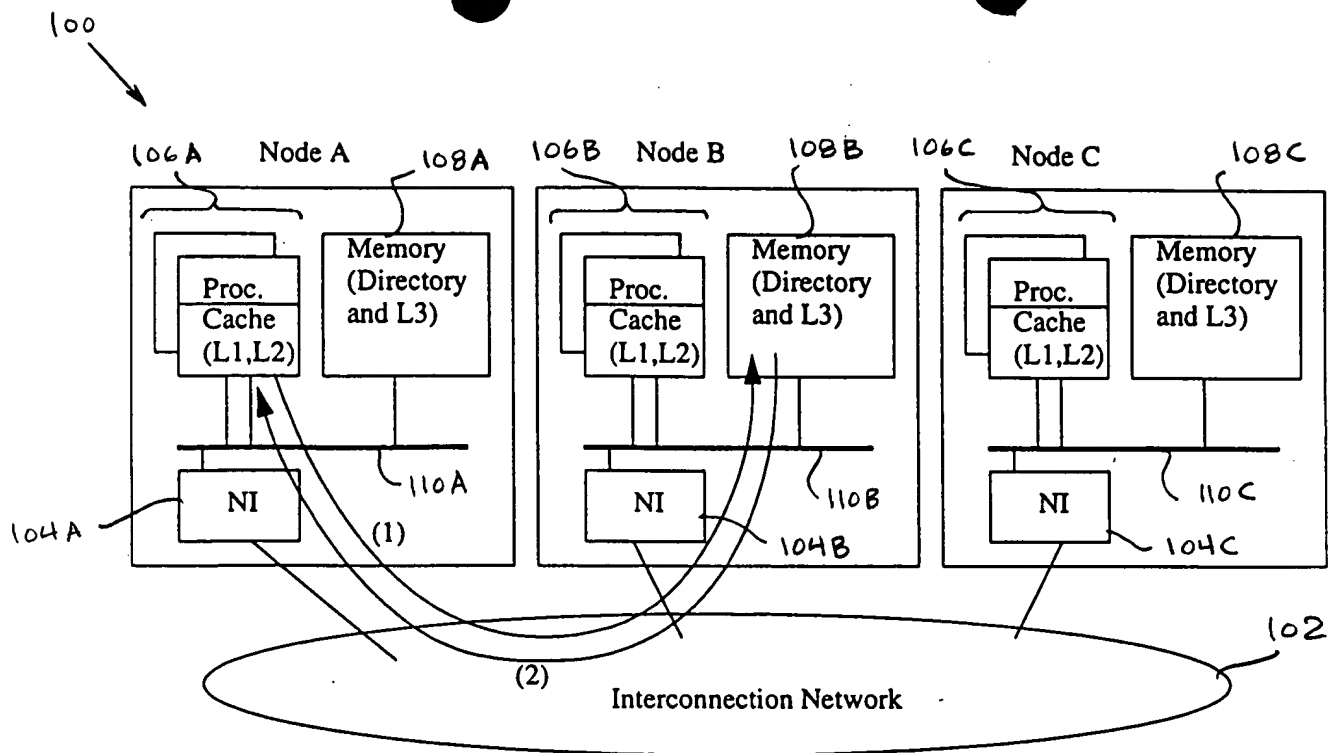 100
106A Node A 108A 106B Node B 108B 106C Node C 108C
Proc.
Cache
(L1,L2)
Memory
(Directory
and L3)
Proc.
Cache
(L1,L2)
Memory
(Directory
and L3)
Proc.
Cache
(L1,L2)
Memory
(Directory
and L3)
110A 110B 110C
104A NI NI 104B NI 104C
(1)
(2)
102
Interconnection Network